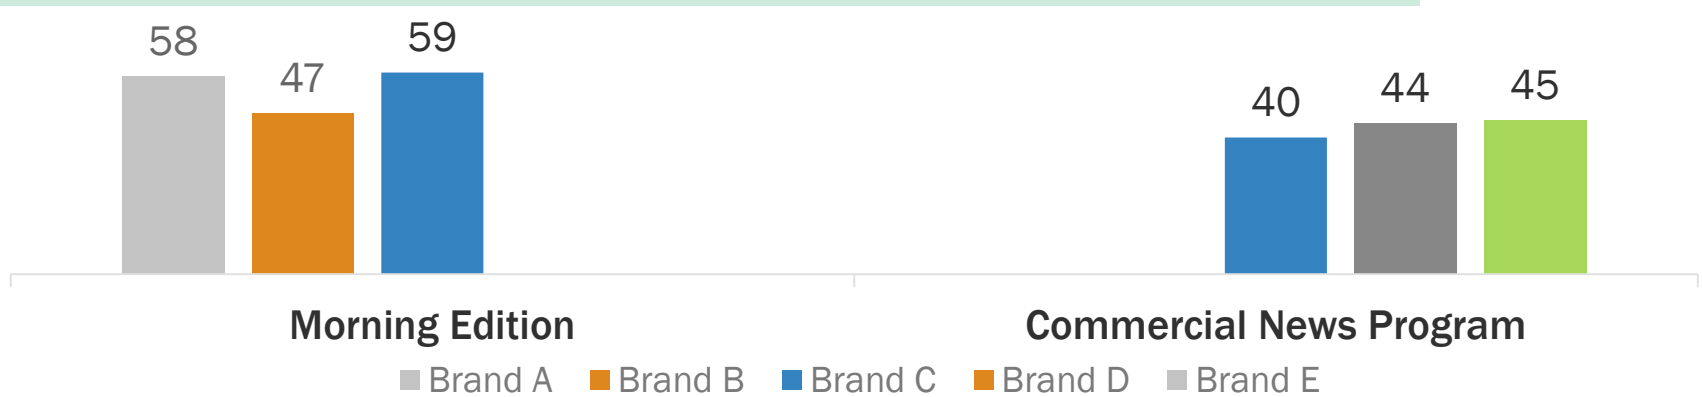 58 47 59 40 44 45
Morning Edition Commercial News Program
Brand A Brand B Brand C Brand D Brand E